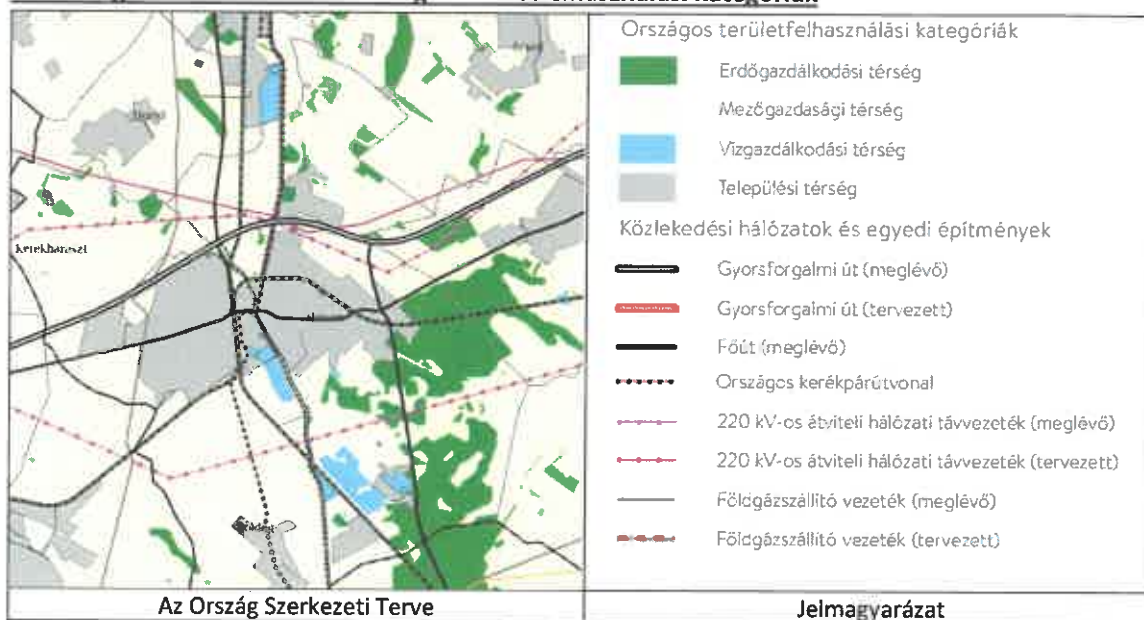 Országos területfelhasználási kategóriák
Erdőgazdálkodási térség
Mezőgazdasági térség
Vízgazdálkodási térség
Települési térség
Közlekedési hálózatok és egyedi építmények
Gyorsforgalmi út (meglévő)
Gyorsforgalmi út (tervezett)
Főút (meglévő)
Országos kerékpárútvonal
220 kV-os átviteli hálózati távvezeték (meglévő)
220 kV-os átviteli hálózati távvezeték (tervezett)
Földgázszállító vezeték (meglévő)
Földgázszállító vezeték (tervezett)
Kerekharaszt
Az Ország Szerkezeti Terve
Jelmagyarázat